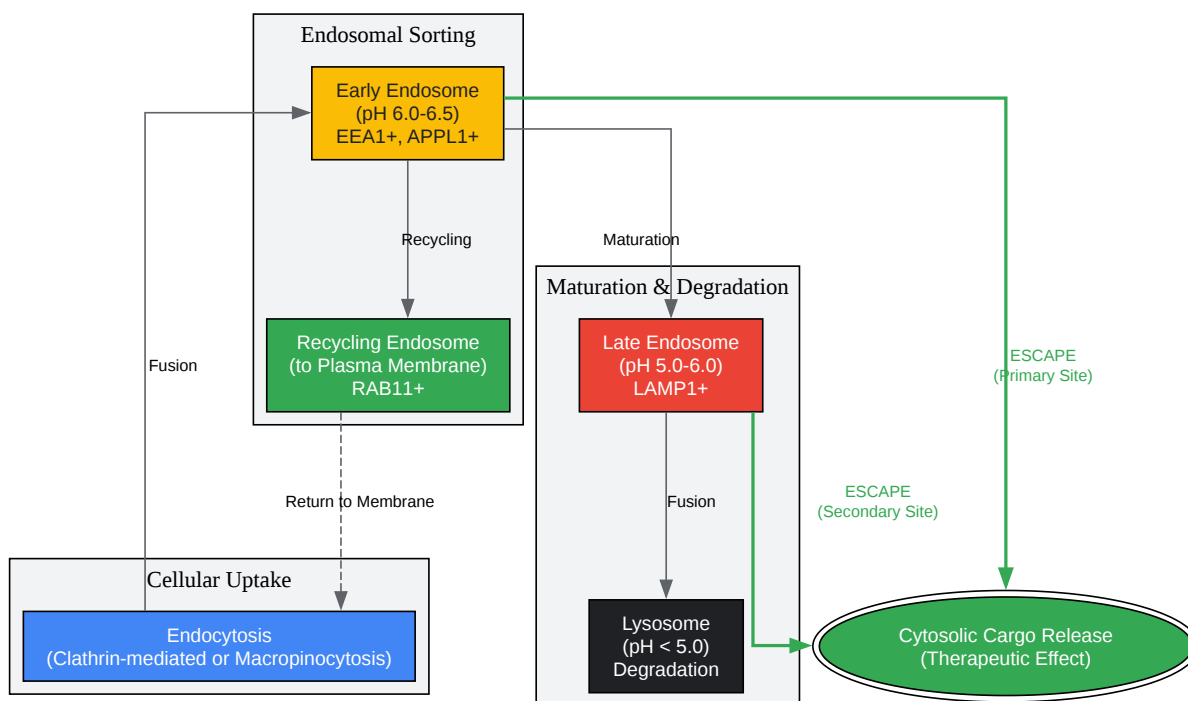 Endosomal Sorting
Early Endosome
(pH 6.0-6.5)
EEA1+, APPL1+
Recycling
Maturation
Maturation & Degradation
Recycling Endosome
(to Plasma Membrane)
RAB11+
Late Endosome
(pH 5.0-6.0)
LAMP1+
Fusion
ESCAPE
(Primary Site)
Return to Membrane
Fusion
ESCAPE
(Secondary Site)
Cellular Uptake
Endocytosis
(Clathrin-mediated or Macropinocytosis)
Lysosome
(pH < 5.0)
Degradation
Cytosolic Cargo Release
(Therapeutic Effect)